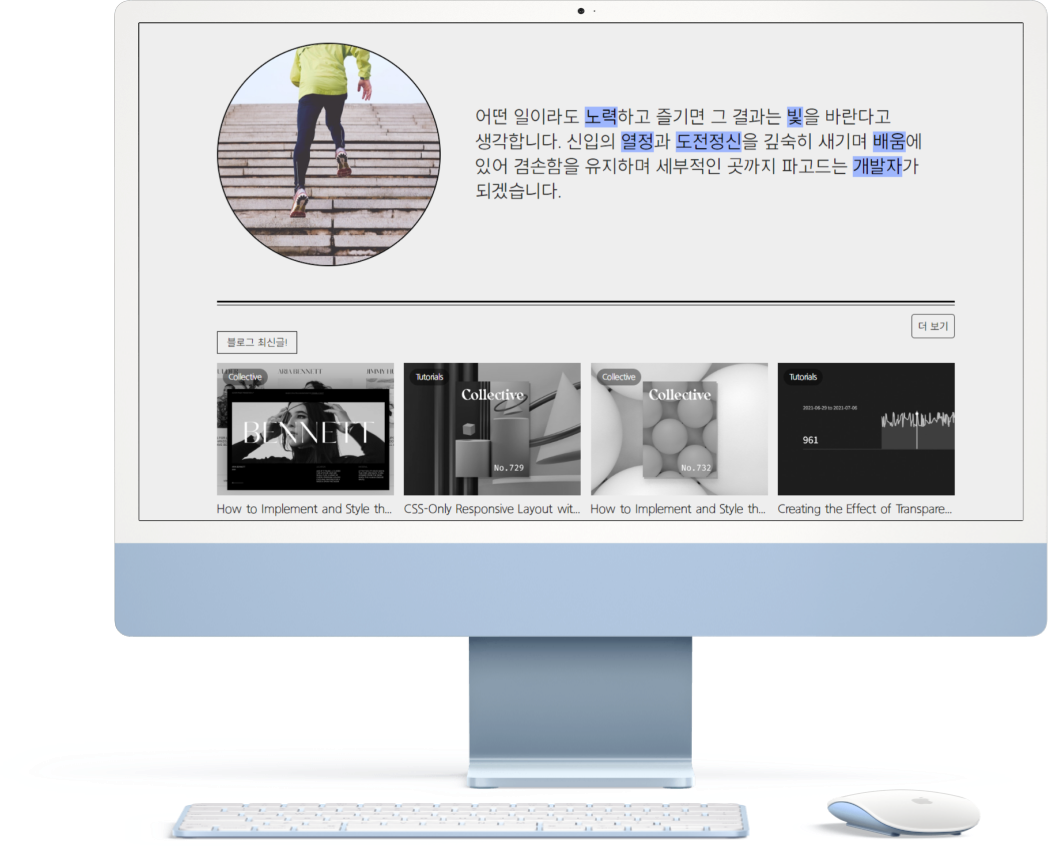 어떤 일이라도 노력하고 즐기면 그 결과는 빛을 바란다고
생각합니다. 신입의 열정과 도전정신을 깊숙히 새기며 배움에
있어 겸손함을 유지하며 세부적인 곳까지 파고드는 개발자가
되겠습니다.
더 보기
블로그 최신글!
Collective
BENNETT
How to Implement and Style th...
Tutorials
Collective
No.729
CSS-Only Responsive Layout wit...
Collective
Collective
No.732
How to Implement and Style th...
Tutorials
2021-06-29 to 2021-07-05
961
Creating the Effect of Transpare...